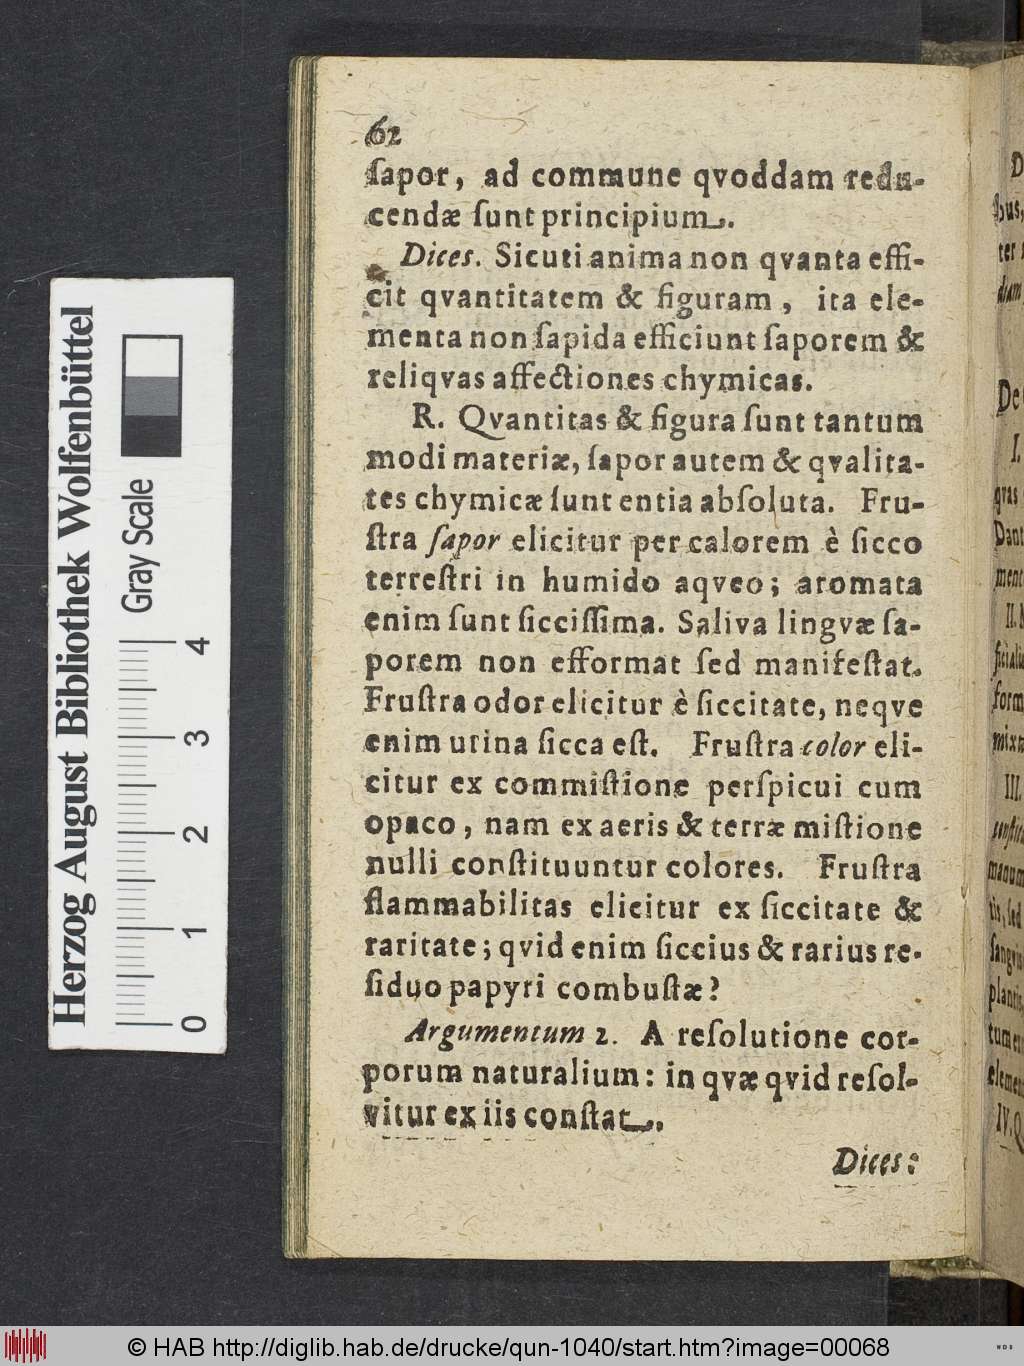 62
ſapor, ad commune qvoddam redu-
cendæ ſunt principium.
Dices. Sicuti anima non qvanta effi-
cit qvantitatem & figuram, ita ele-
menta non ſapida efficiunt ſaporem &
reliqvas affectiones chymicas.
R. Qvantitas & figura ſunt tantum
modi materiæ, ſapor autem & qvalita-
tes chymicæ ſunt entia abſoluta. Fru-
ſtra ſapor elicitur per calorem è ſicco
terreſtri in humido aqveo; aromata
enim ſunt ſicciſſima. Saliva lingvæ ſa-
porem non efformat ſed manifeſtat.
Fruſtra odor elicitur è ſiccitate, neqve
enim urina ſicca eſt. Fruſtra color eli-
citur ex commiſtione perſpicui cum
opaco, nam ex aeris & terræ miſtione
nulli conſtituuntur colores. Fruſtra
flammabilitas elicitur ex ſiccitate &
raritate; qvid enim ſiccius & rarius re-
ſiduo papyri combuſtæ?
Argumentum 2. A reſolutione cor-
porum naturalium: in qvæ qvid reſol-
vitur ex iis conſtat.
Dices:
Herzog August Bibliothek Wolfenbüttel
Gray Scale
0 1 2 3 4
© HAB http://diglib.hab.de/drucke/qun-1040/start.htm?image=00068